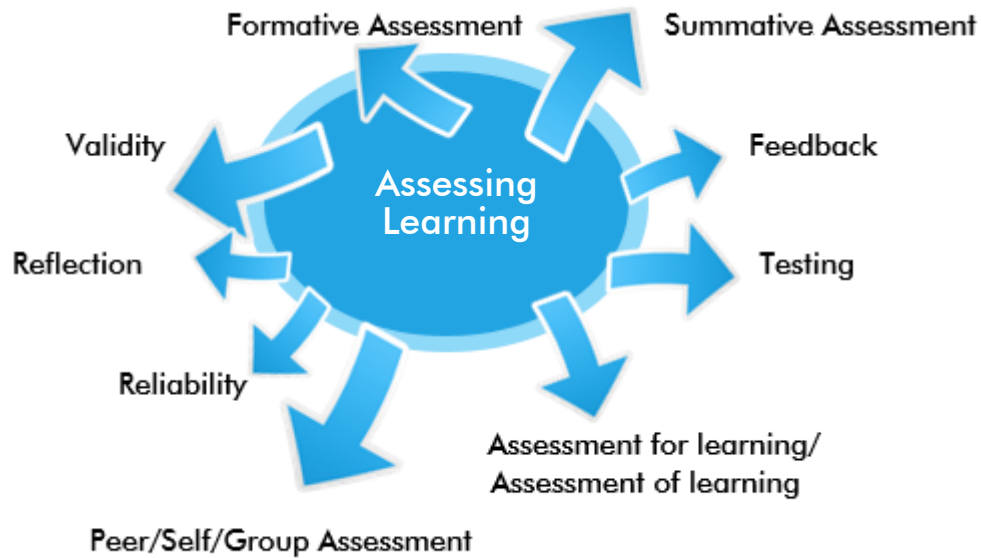 Formative Assessment
Summative Assessment
Validity
Feedback
Assessing
Learning
Reflection
Testing
Reliability
Assessment for learning/
Assessment of learning
Peer/Self/Group Assessment